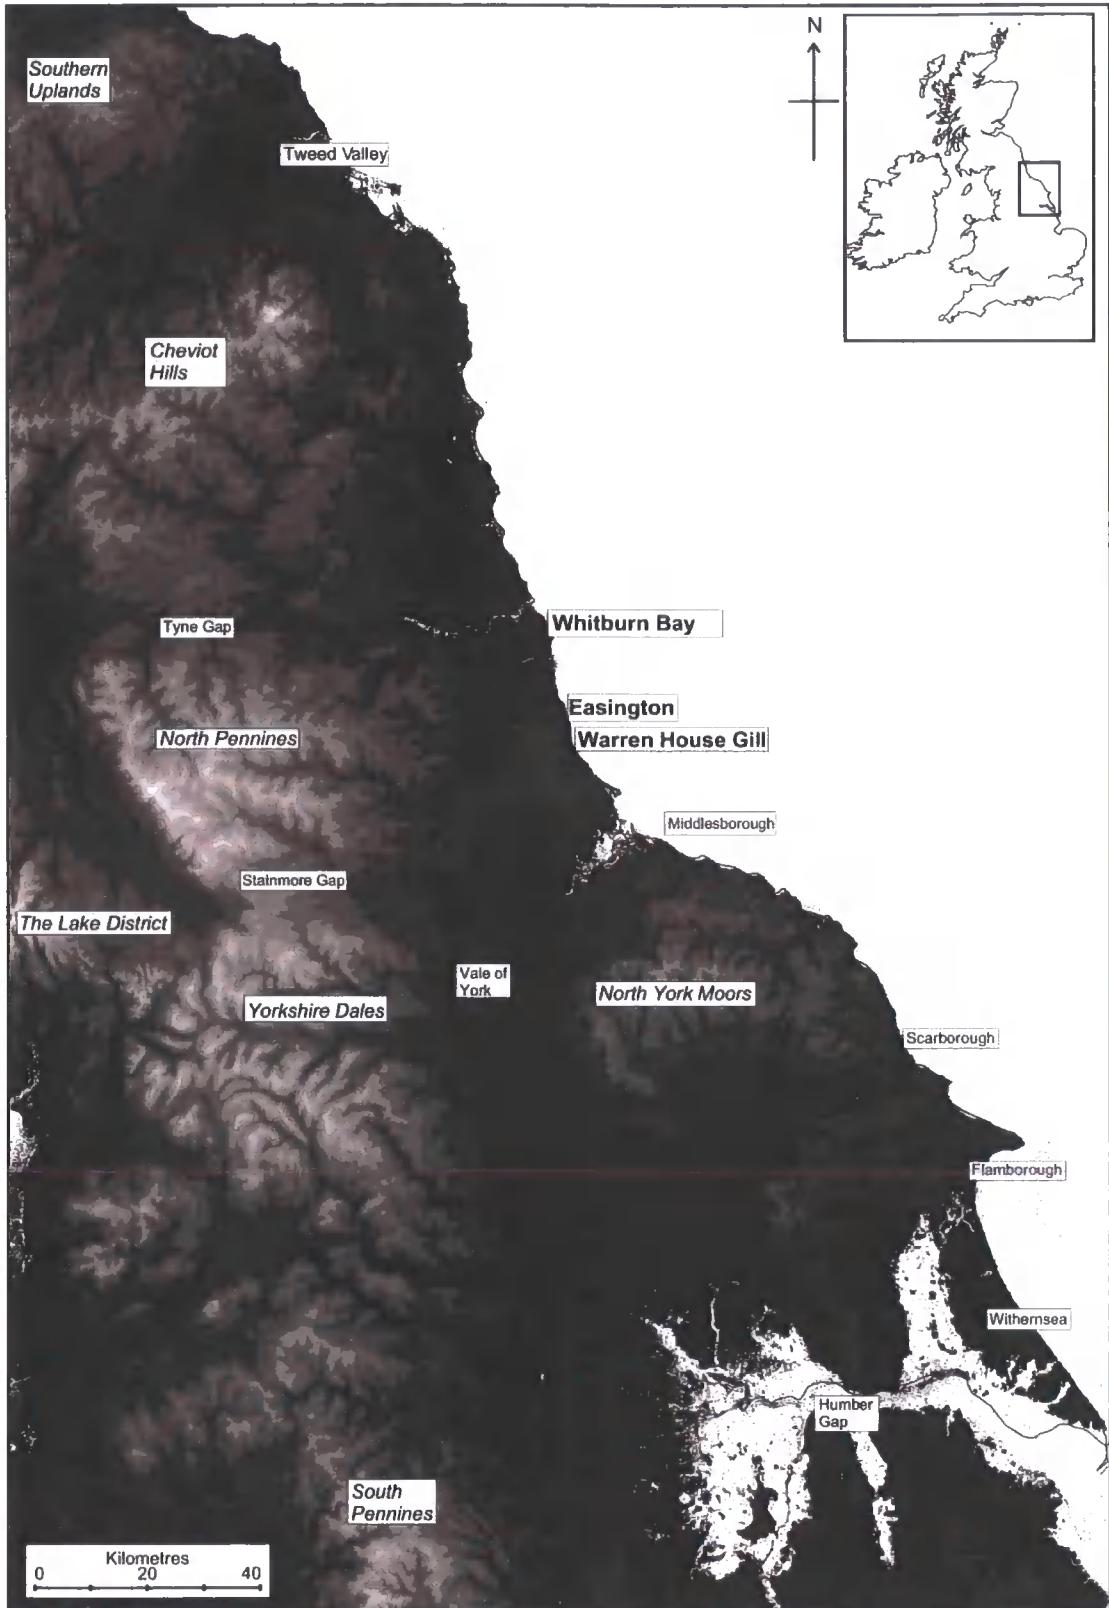 N
Southern
Uplands
Tweed Valley
Cheviot
Hills
Tyne Gap
Whitburn Bay
Easington
North Pennines
Warren House Gill
Middlesborough
Stainmore Gap
The Lake District
Vale of
York
North York Moors
Yorkshire Dales
Scarborough
Flamborough
Withernsea
Humber
Gap
South
Pennines
Kilometres
0 20 40